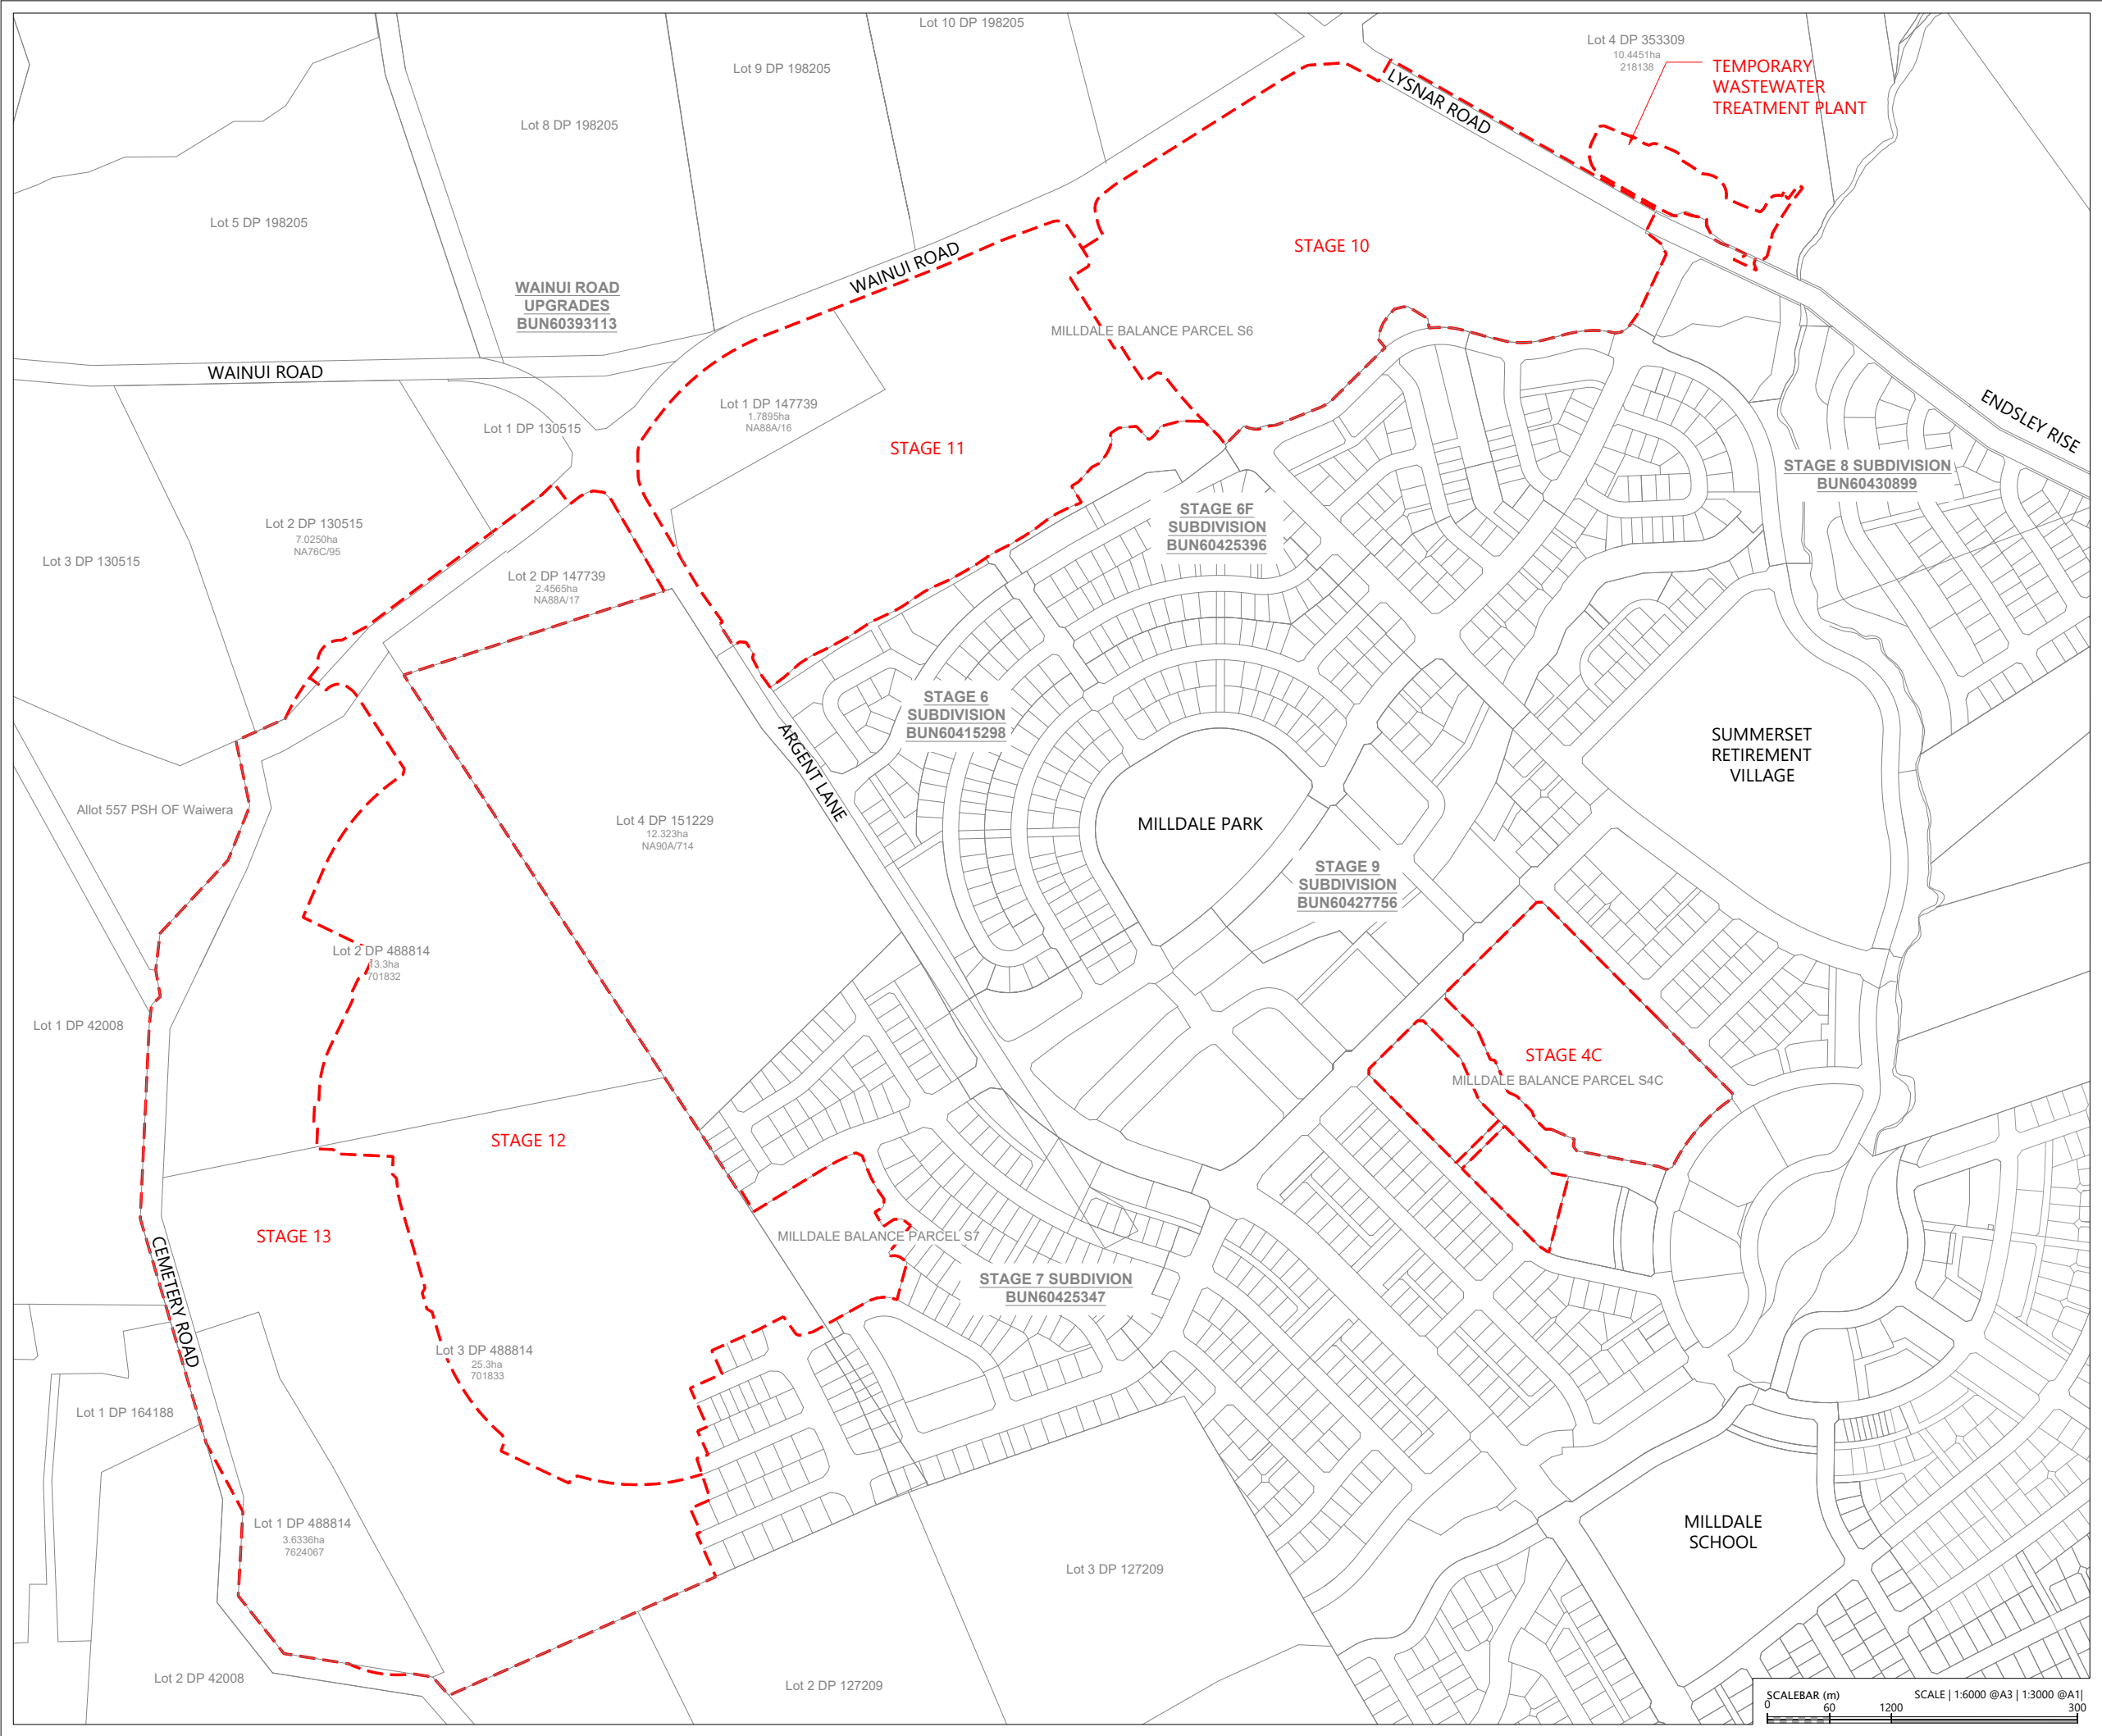 Lot 10 DP 198205
Lot 9 DP 198205
Lot 8 DP 198205
Lot 5 DP 198205
Lot 4 DP 353309
10.4451ha
218138
TEMPORARY
WASTEWATER
TREATMENT PLANT
LYSNAR ROAD
STAGE 10
WAINUI ROAD
WAINUI ROAD
UPGRADES
BUN60393113
MILLDALE BALANCE PARCEL S6
WAINUI ROAD
Lot 1 DP 147739
1.7895ha
NA88A/16
Lot 1 DP 130515
STAGE 11
ENDSLEY RISE
STAGE 8 SUBDIVISION
BUN60430899
Lot 2 DP 130515
7.0250ha
NA76C/95
STAGE 6F
SUBDIVISION
BUN60425396
Lot 3 DP 130515
Lot 2 DP 147739
2.4565ha
NA88A/17
STAGE 6
SUBDIVISION
BUN60415298
ARGENT LANE
SUMMERSET
RETIREMENT
VILLAGE
Allot 557 PSH OF Waiwera
Lot 4 DP 151229
12.323ha
NA90A/714
MILLDALE PARK
STAGE 9
SUBDIVISION
BUN60427756
Lot 2 DP 488814
13.3ha
701832
Lot 1 DP 42008
STAGE 4C
MILLDALE BALANCE PARCEL S4C
STAGE 12
STAGE 13
MILLDALE BALANCE PARCEL S7
CEMETERY ROAD
STAGE 7 SUBDIVION
BUN60425347
Lot 3 DP 488814
25.3ha
701833
Lot 1 DP 164188
Lot 1 DP 488814
3.6336ha
7624067
MILLDALE
SCHOOL
Lot 3 DP 127209
Lot 2 DP 42008
Lot 2 DP 127209
SCALEBAR (m)
SCALE | 1:6000 @A3 | 1:3000 @A1|
0 60 1200 300